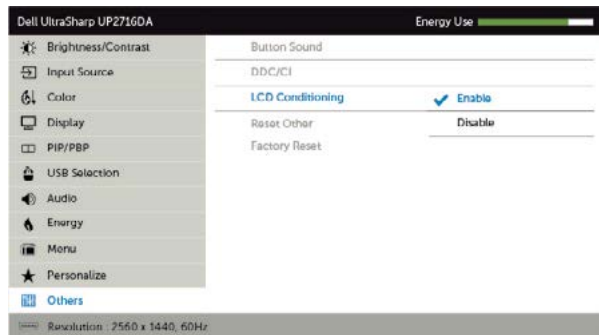 Dell UltraSharp UP2716DA Energy Use
Brightness/Contrast Button Sound
Input Source DDC/CI
Color LCD Conditioning Enable
Display Reset Other Disable
PIP/PBP Factory Reset
USB Selection
Audio
Energy
Menu
Personalize
Others
Resolution : 2560 x 1440, 60Hz